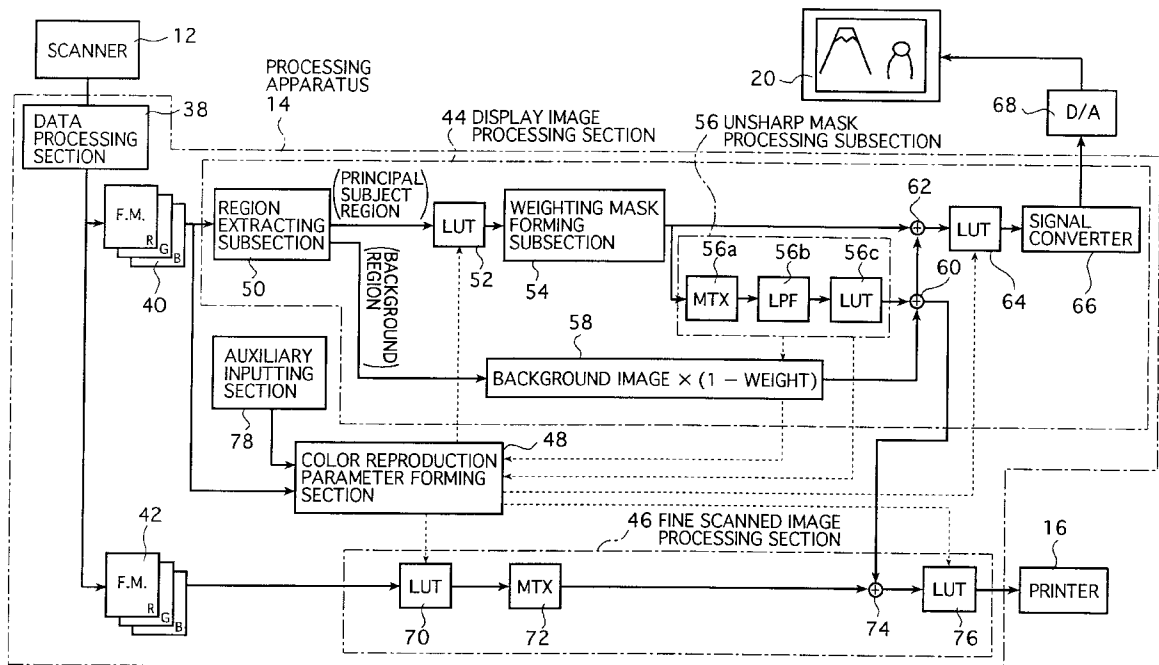 SCANNER
12
PROCESSING
APPARATUS
14
38
DATA
PROCESSING
SECTION
44 DISPLAY IMAGE
PROCESSING SECTION
56 UNSHARP MASK
PROCESSING SUBSECTION
20
68
D/A
F.M.
R
G
B
40
REGION
EXTRACTING
SUBSECTION
50
(PRINCIPAL
SUBJECT
REGION)
(BACKGROUND
REGION)
LUT
52
WEIGHTING MASK
FORMING
SUBSECTION
54
56a
MTX
56b
LPF
56c
LUT
62
60
LUT
64
SIGNAL
CONVERTER
66
58
BACKGROUND IMAGE × (1 − WEIGHT)
AUXILIARY
INPUTTING
SECTION
78
48
COLOR REPRODUCTION
PARAMETER FORMING
SECTION
42
F.M.
R
G
B
46 FINE SCANNED IMAGE
PROCESSING SECTION
LUT
70
MTX
72
74
LUT
76
16
PRINTER